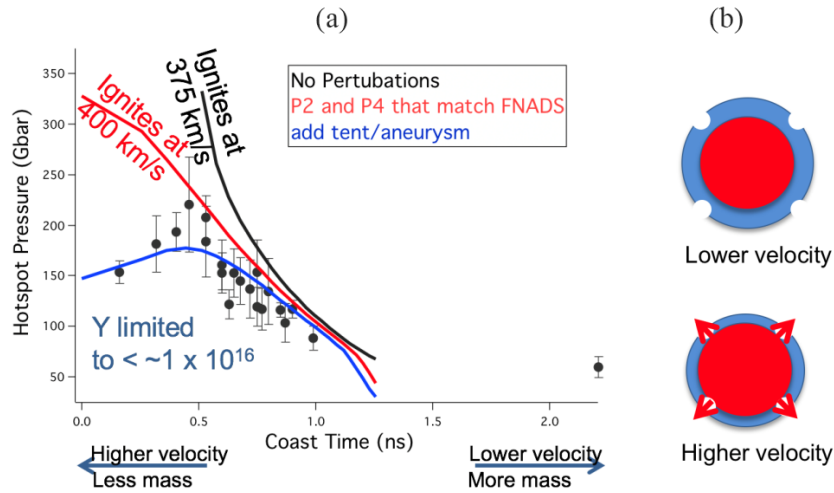 (a)
(b)
Hotspot Pressure (Gbar)
350
300
250
200
150
100
50
0.0
0.5
1.0
1.5
2.0
Coast Time (ns)
Ignites at
400 km/s
Ignites at
375 km/s
No Pertubations
P2 and P4 that match FNADS
add tent/aneurysm
Y limited
to < ~1 x 10¹⁶
Higher velocity
Less mass
Lower velocity
More mass
Lower velocity
Higher velocity